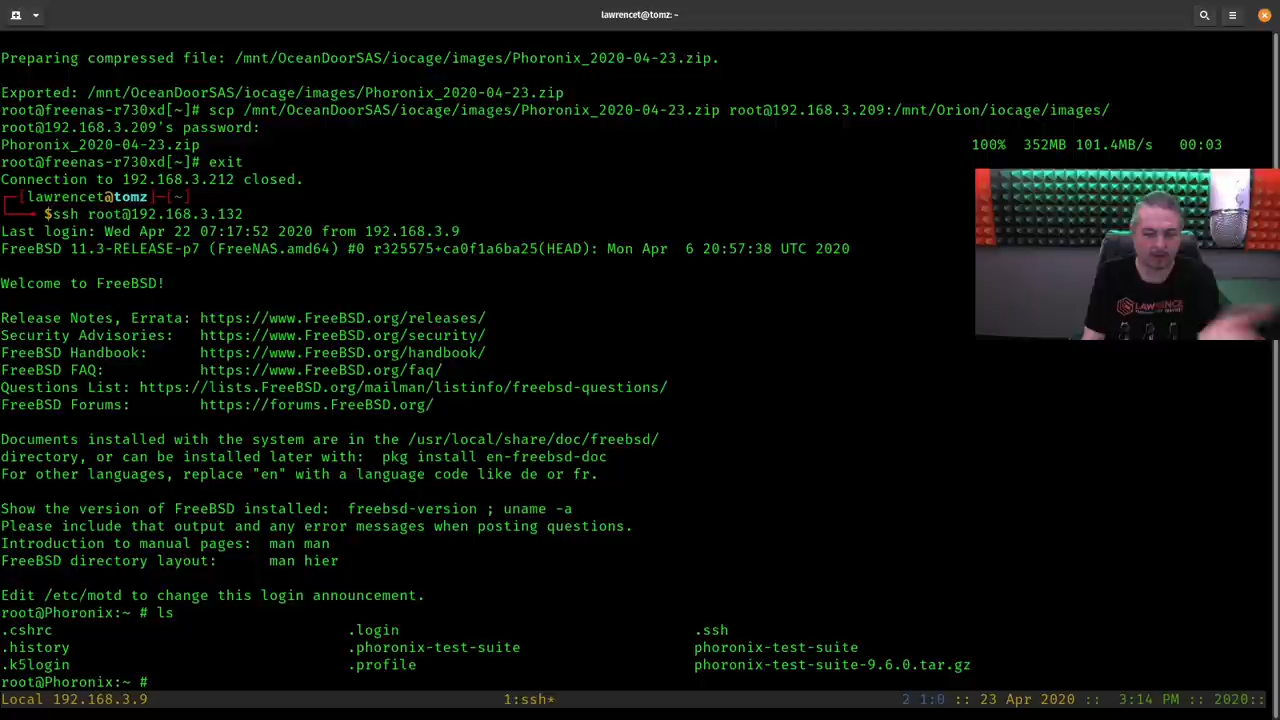 lawrencet@tomz: ~
Preparing compressed file: /mnt/OceanDoorSAS/iocage/images/Phoronix_2020-04-23.zip.
Exported: /mnt/OceanDoorSAS/iocage/images/Phoronix_2020-04-23.zip
root@freenas-r730xd[~]# scp /mnt/OceanDoorSAS/iocage/images/Phoronix_2020-04-23.zip root@192.168.3.209:/mnt/Orion/iocage/images/
root@192.168.3.209's password:
Phoronix_2020-04-23.zip 100% 352MB 101.4MB/s 00:03
root@freenas-r730xd[~]# exit
Connection to 192.168.3.212 closed.
┌─[lawrencet@tomz]─[~]
└──╼ $ssh root@192.168.3.132
Last login: Wed Apr 22 07:17:52 2020 from 192.168.3.9
FreeBSD 11.3-RELEASE-p7 (FreeNAS.amd64) #0 r325575+ca0f1a6ba25(HEAD): Mon Apr  6 20:57:38 UTC 2020
Welcome to FreeBSD!
Release Notes, Errata: https://www.FreeBSD.org/releases/
Security Advisories:   https://www.FreeBSD.org/security/
FreeBSD Handbook:      https://www.FreeBSD.org/handbook/
FreeBSD FAQ:           https://www.FreeBSD.org/faq/
Questions List: https://lists.FreeBSD.org/mailman/listinfo/freebsd-questions/
FreeBSD Forums:        https://forums.FreeBSD.org/
Documents installed with the system are in the /usr/local/share/doc/freebsd/
directory, or can be installed later with:  pkg install en-freebsd-doc
For other languages, replace "en" with a language code like de or fr.
Show the version of FreeBSD installed:  freebsd-version ; uname -a
Please include that output and any error messages when posting questions.
Introduction to manual pages:  man man
FreeBSD directory layout:      man hier
Edit /etc/motd to change this login announcement.
root@Phoronix:~ # ls
.cshrc .login .ssh
.history .phoronix-test-suite phoronix-test-suite
.k5login .profile phoronix-test-suite-9.6.0.tar.gz
root@Phoronix:~ #
Local 192.168.3.9 1:ssh* 2 1:0 :: 23 Apr 2020 :: 3:14 PM :: 2020::
LAWRENCE